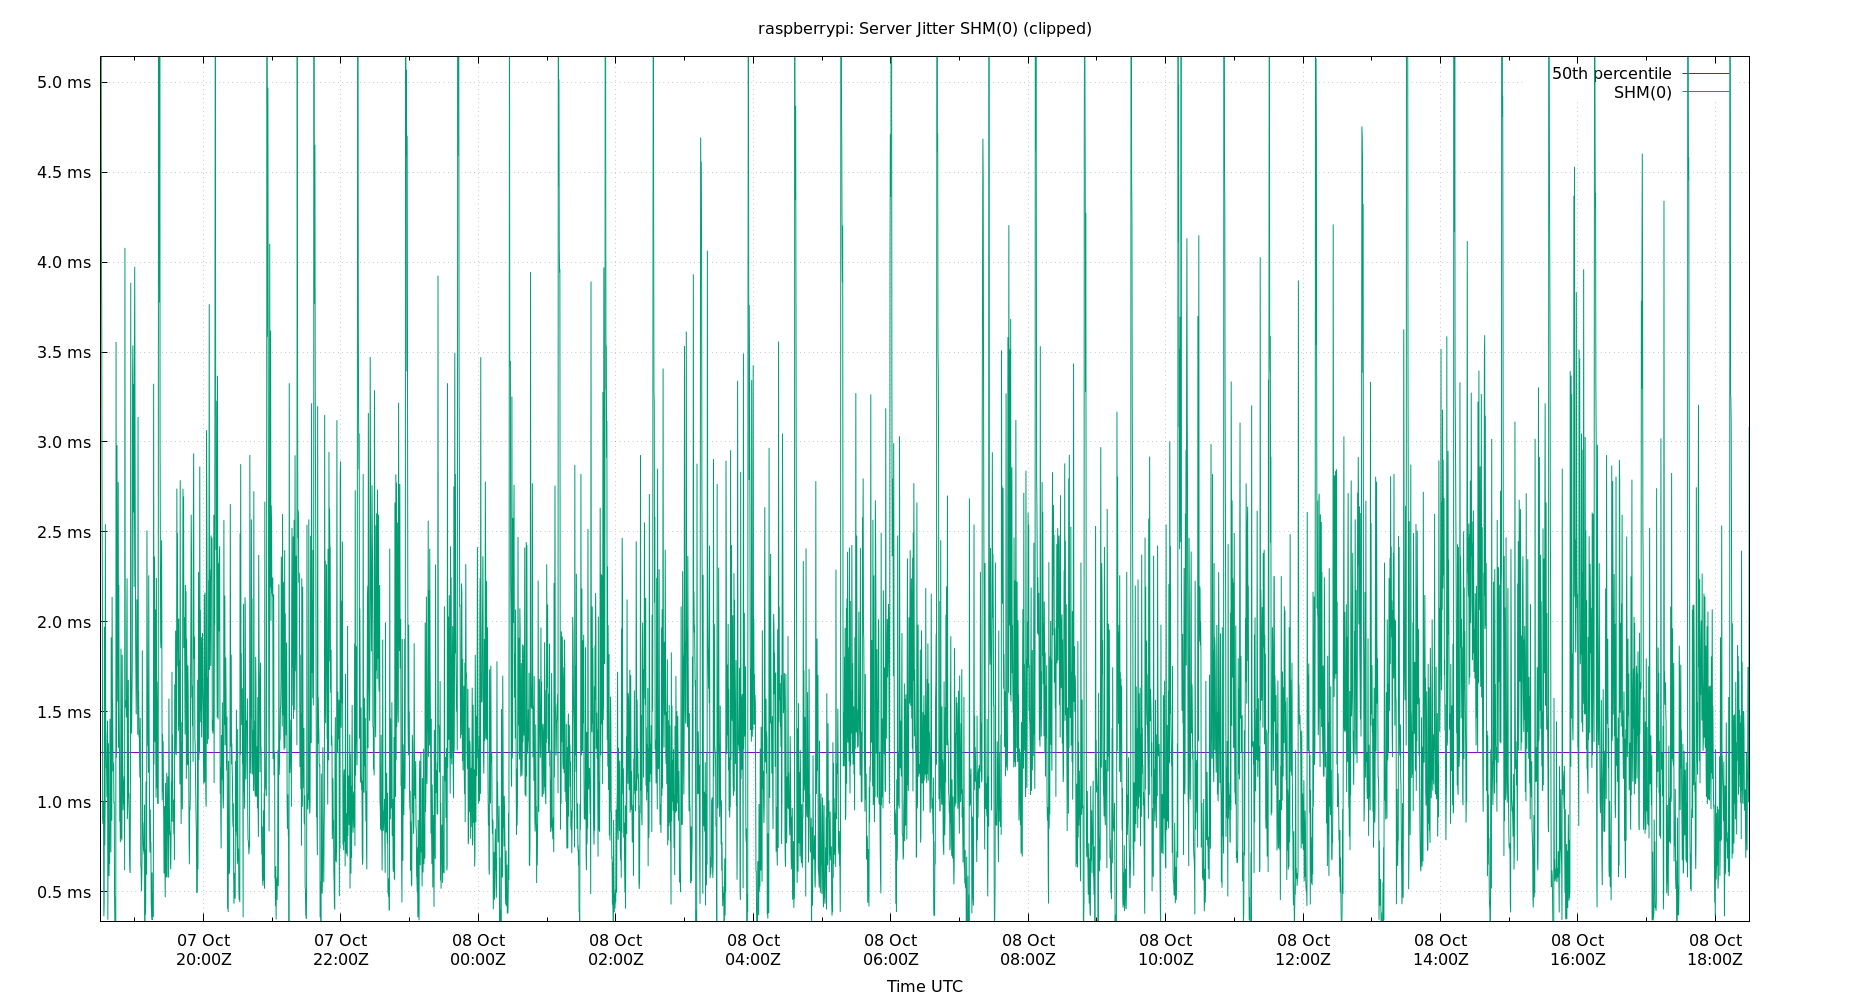 raspberrypi: Server Jitter SHM(0) (clipped)
50th percentile
SHM(0)
5.0 ms
4.5 ms
4.0 ms
3.5 ms
3.0 ms
2.5 ms
2.0 ms
1.5 ms
1.0 ms
0.5 ms
07 Oct 07 Oct 08 Oct 08 Oct 08 Oct 08 Oct 08 Oct 08 Oct 08 Oct 08 Oct 08 Oct 08 Oct
20:00Z 22:00Z 00:00Z 02:00Z 04:00Z 06:00Z 08:00Z 10:00Z 12:00Z 14:00Z 16:00Z 18:00Z
Time UTC